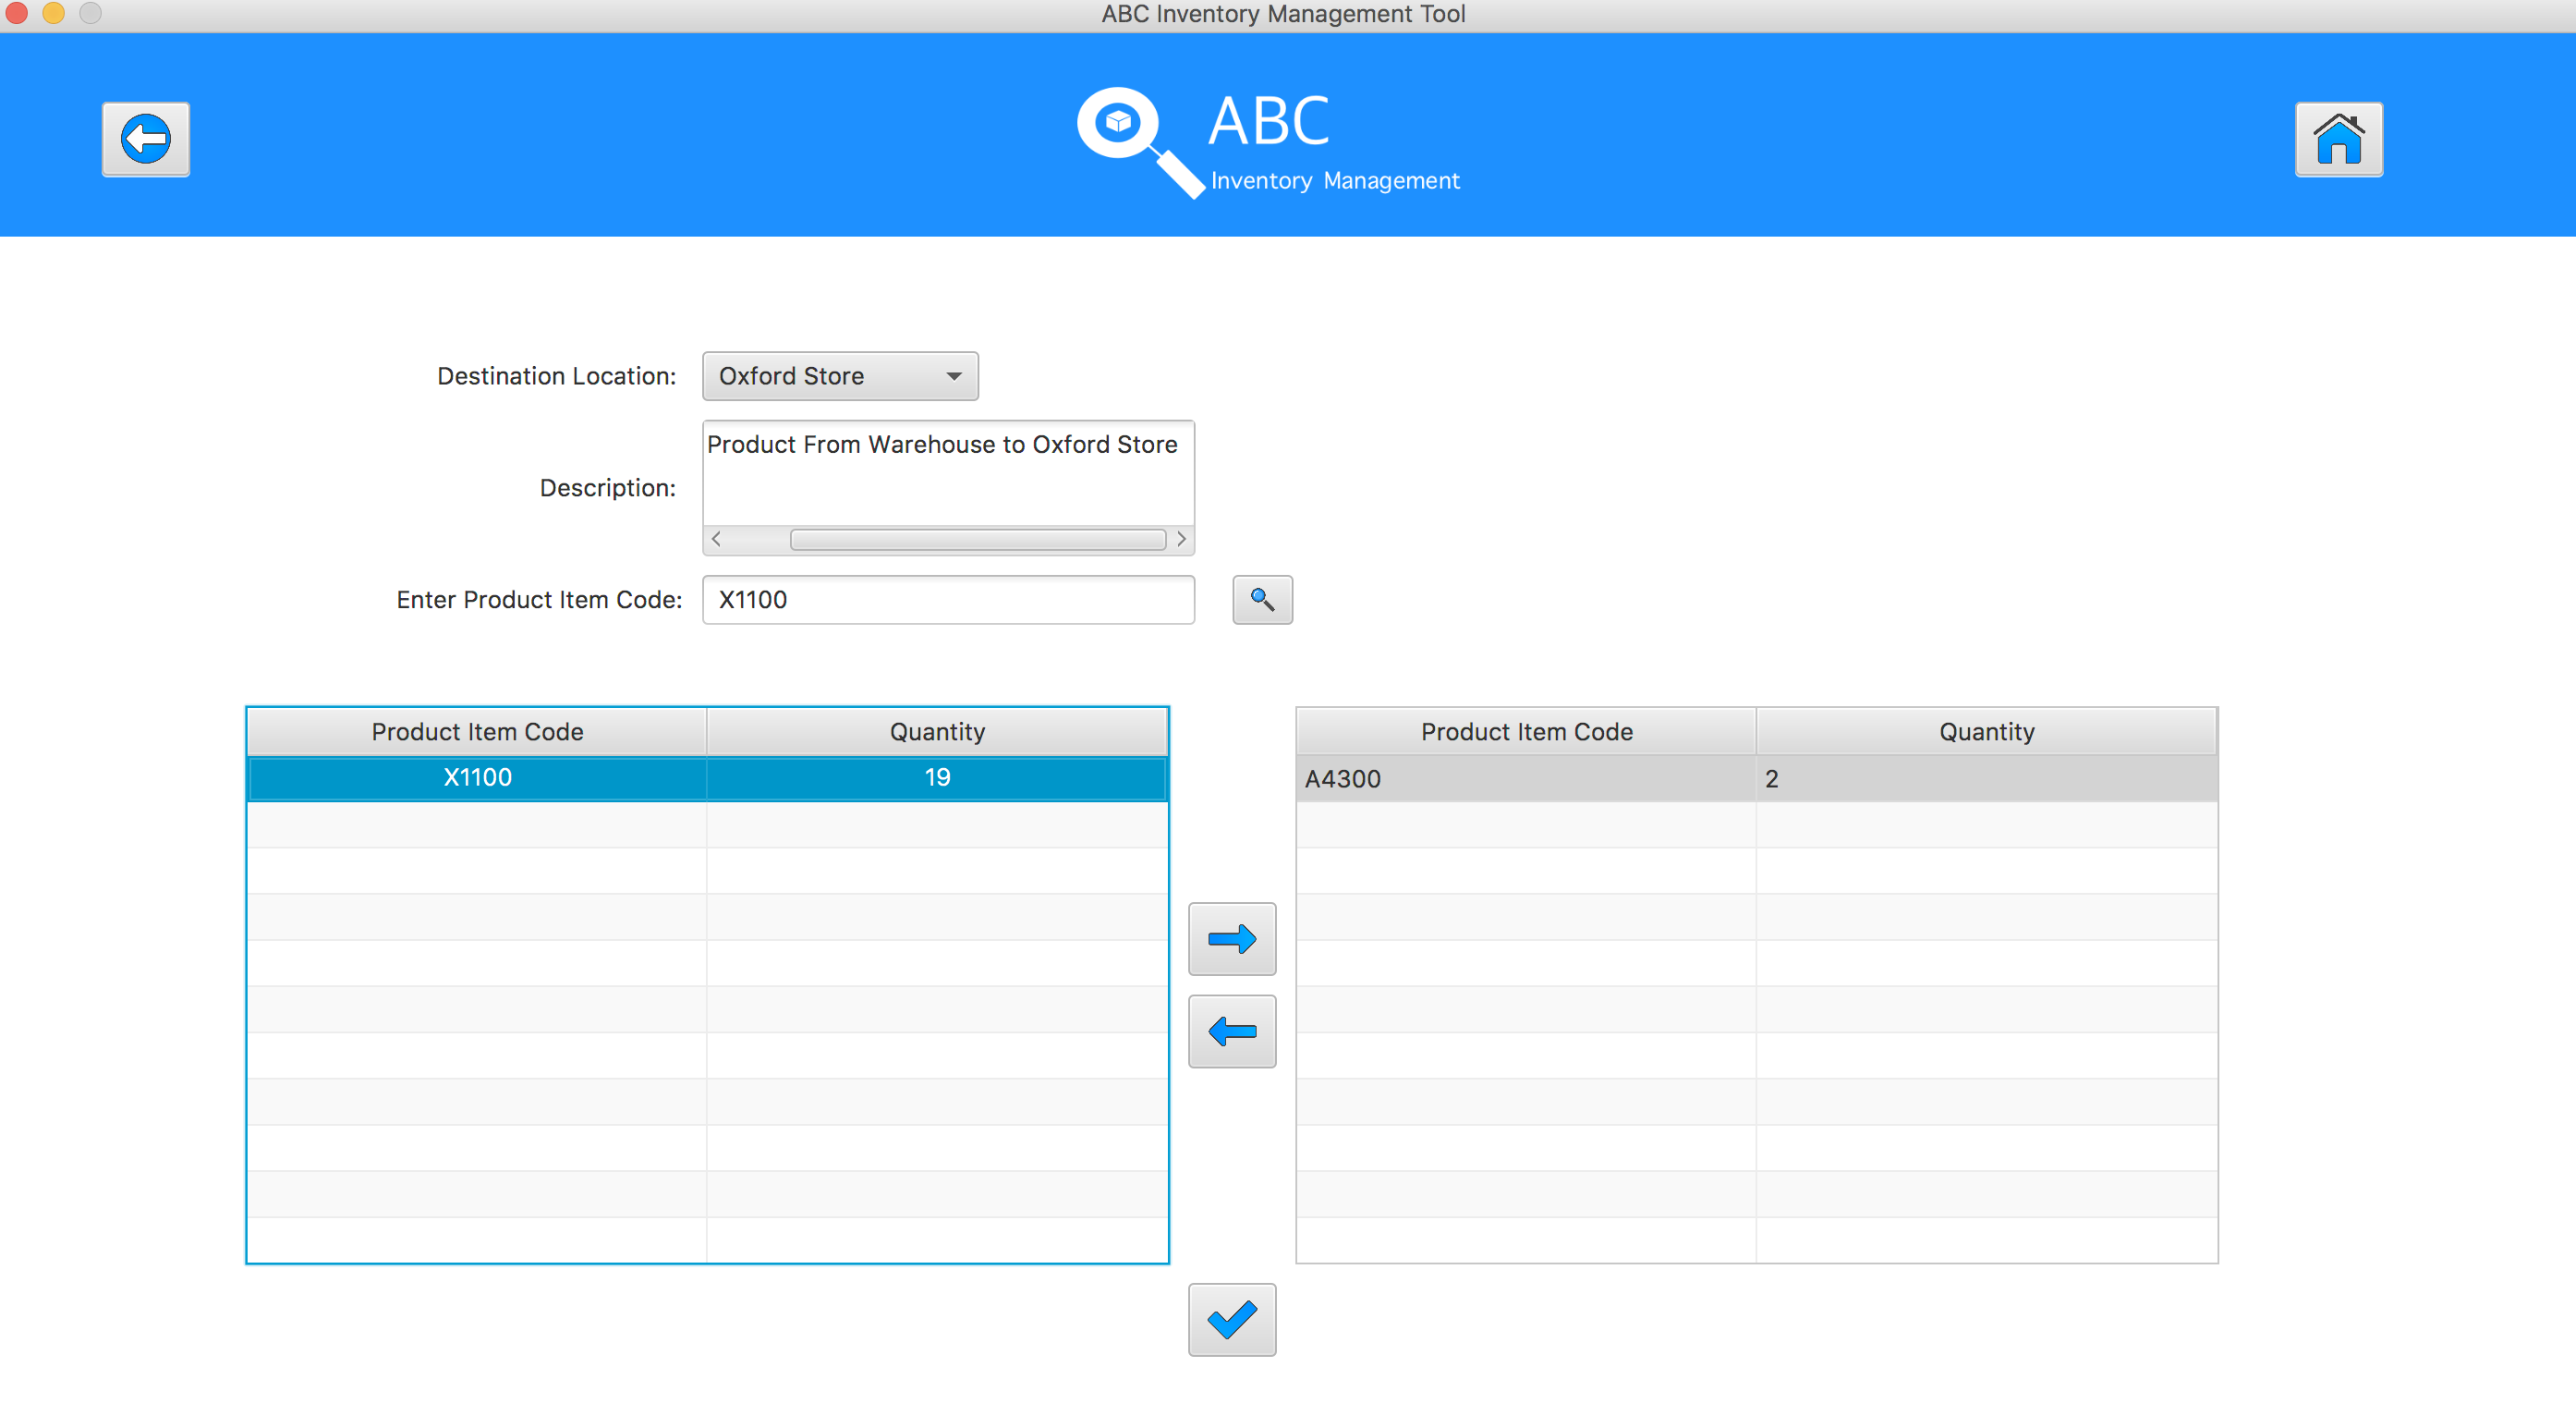 ABC Inventory Management Tool
ABC
Inventory Management
Destination Location:
Oxford Store
Description:
Product From Warehouse to Oxford Store
Enter Product Item Code:
X1100
Product Item Code Quantity
X1100 19
Product Item Code Quantity
A4300 2